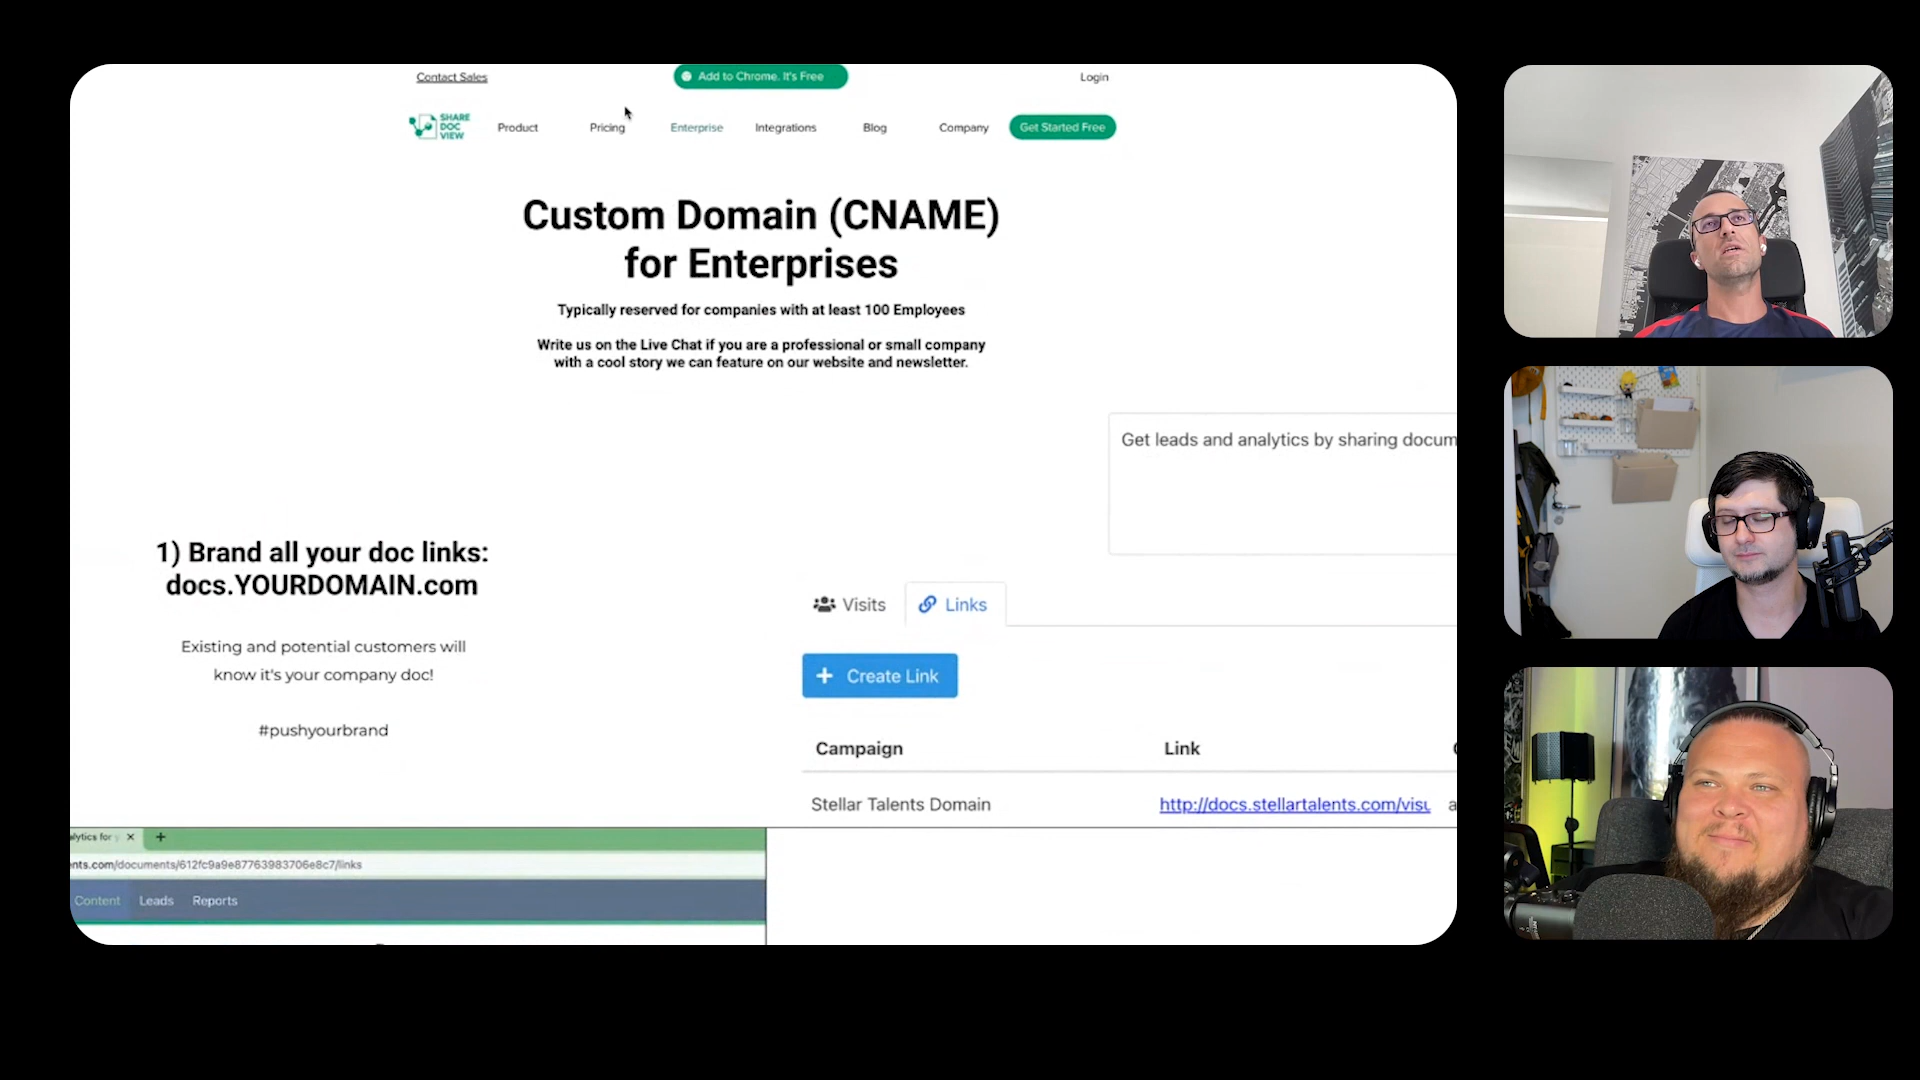 Contact Sales
Add to Chrome. It's Free
Login
SHARE
DOC
VIEW
Product
Pricing
Enterprise
Integrations
Blog
Company
Get Started Free
Custom Domain (CNAME)
for Enterprises
Typically reserved for companies with at least 100 Employees
Write us on the Live Chat if you are a professional or small company
with a cool story we can feature on our website and newsletter.
Get leads and analytics by sharing docum
1) Brand all your doc links:
docs.YOURDOMAIN.com
Existing and potential customers will
know it's your company doc!
#pushyourbrand
Visits
Links
+ Create Link
Campaign
Link
Stellar Talents Domain
http://docs.stellartalents.com/visu
alytics for
nts.com/documents/612fc9a9e87763983706e8c7/links
Content
Leads
Reports